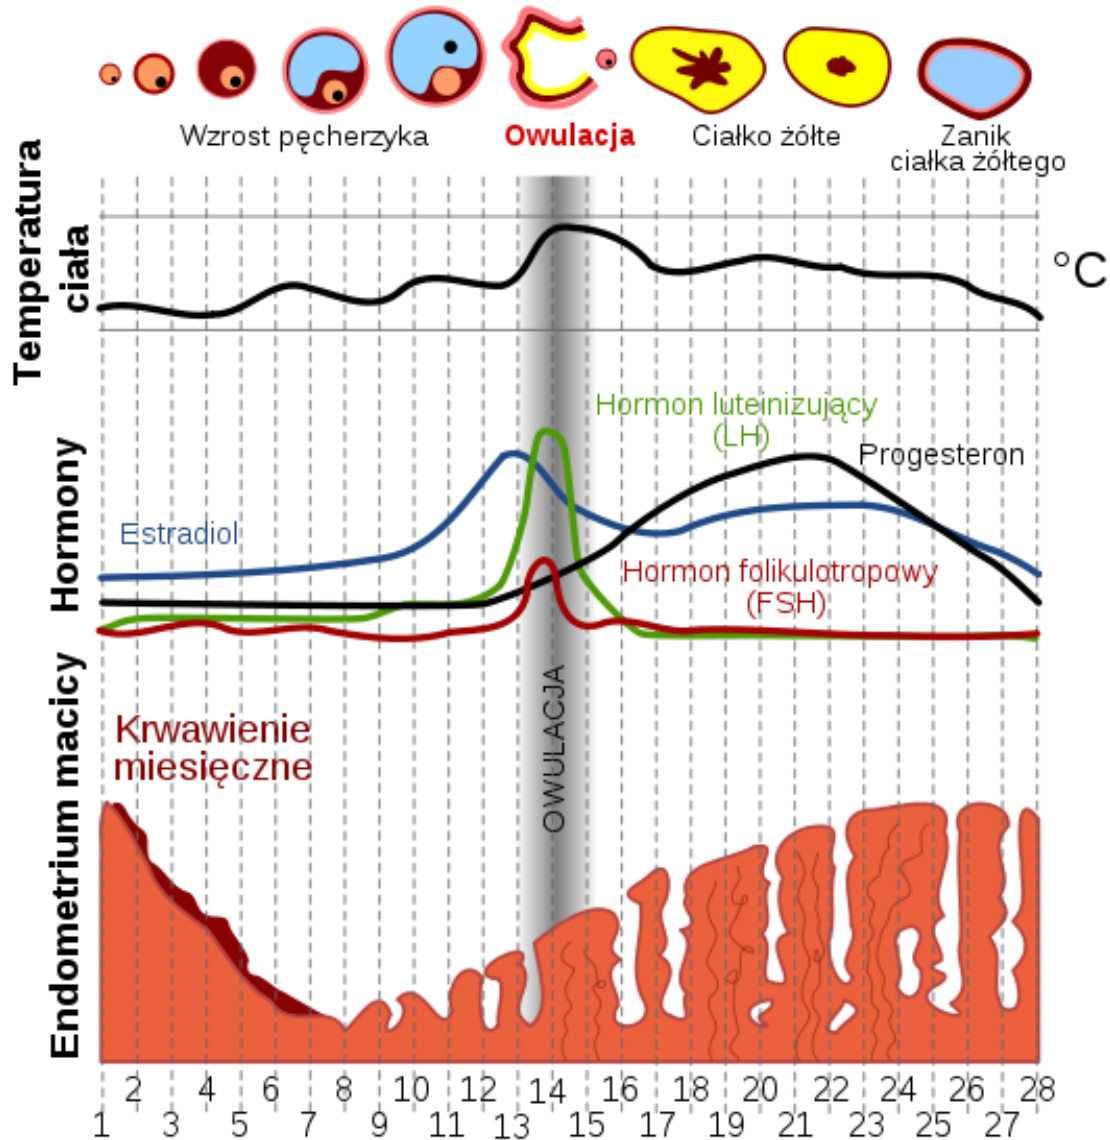 Wzrost pęcherzyka
Owulacja
Ciałko żółte
Zanik
ciałka żółtego
Temperatura
ciała
°C
Hormony
Estradiol
Hormon luteinizujący
(LH)
Progesteron
Hormon folikulotropowy
(FSH)
Endometrium macicy
Krwawienie
miesięczne
OWULACJA
2 4 6 8 10 12 14 16 18 20 22 24 26 28
1 3 5 7 9 11 13 15 17 19 21 23 25 27